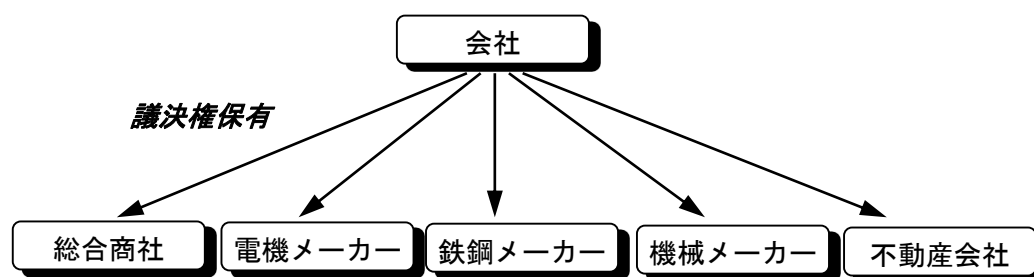 会社
議決権保有
総合商社
電機メーカー
鉄鋼メーカー
機械メーカー
不動産会社